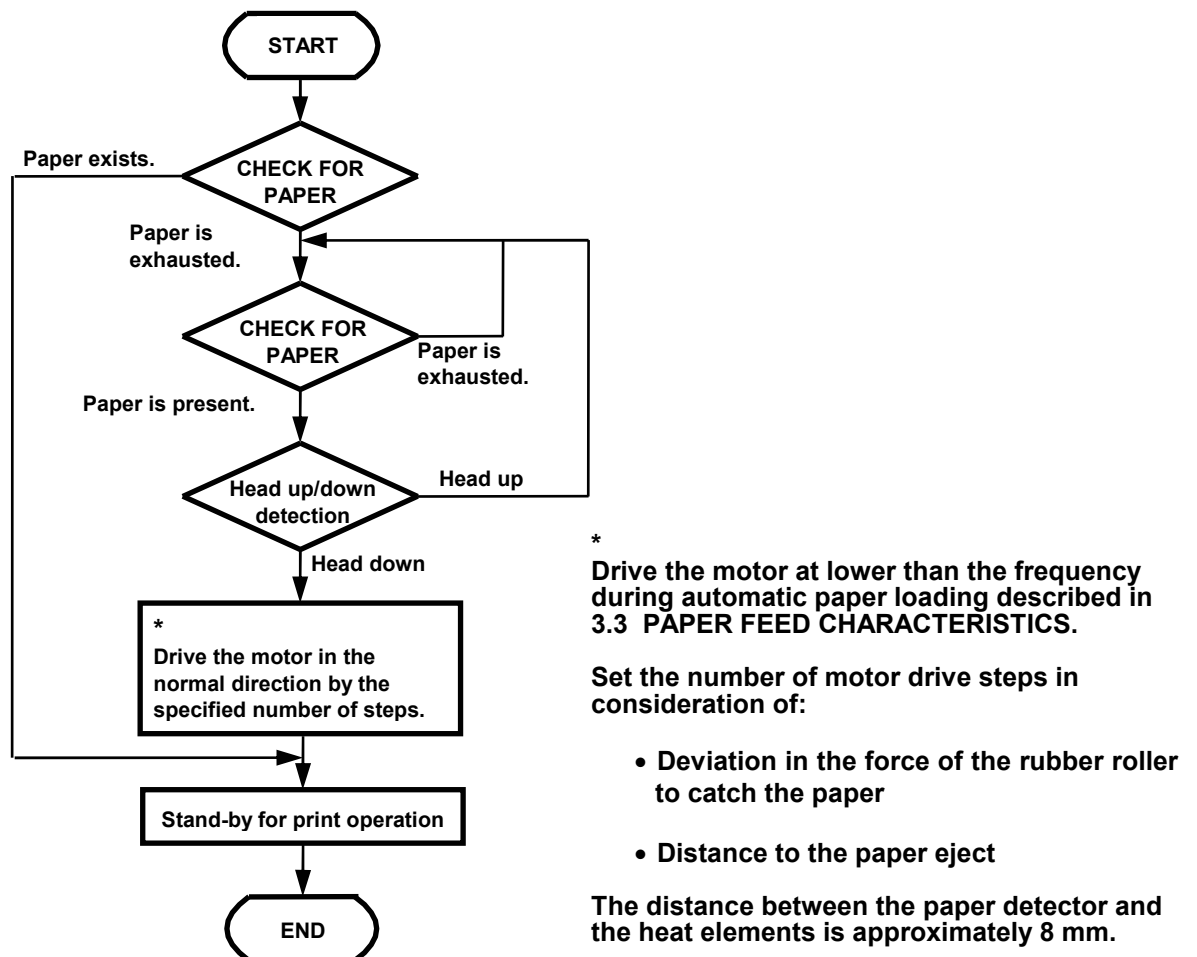 START
Paper exists.
CHECK FOR
PAPER
Paper is
exhausted.
CHECK FOR
PAPER
Paper is
exhausted.
Paper is present.
Head up/down
detection
Head up
Head down
*
Drive the motor in the
normal direction by the
specified number of steps.
Stand-by for print operation
END
*
Drive the motor at lower than the frequency
during automatic paper loading described in
3.3 PAPER FEED CHARACTERISTICS.
Set the number of motor drive steps in
consideration of:
• Deviation in the force of the rubber roller
to catch the paper
• Distance to the paper eject
The distance between the paper detector and
the heat elements is approximately 8 mm.